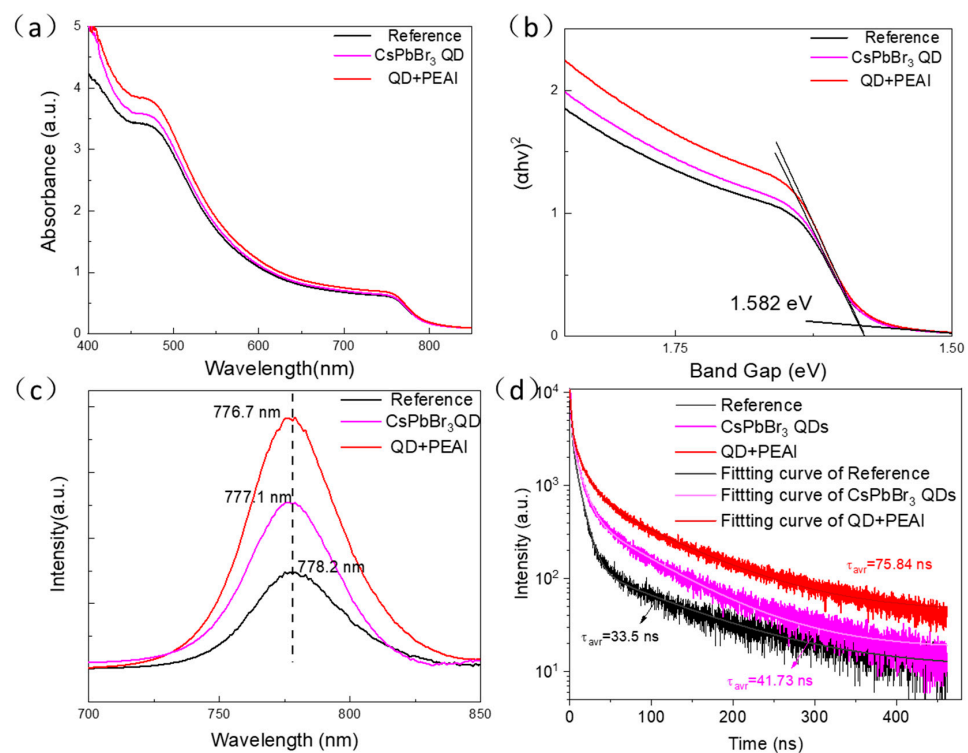 (a)
Reference
CsPbBr₃ QD
QD+PEAI
5
4
3
2
1
0
Absorbance (a.u.)
400
500
600
700
800
Wavelength(nm)
(b)
Reference
CsPbBr₃ QD
QD+PEAI
2
1
0
(αhv)²
1.582 eV
1.75
1.50
Band Gap (eV)
(c)
Reference
CsPbBr₃QD
QD+PEAI
776.7 nm
777.1 nm
778.2 nm
Intensity(a.u.)
700
750
800
850
Wavelength (nm)
(d)
Reference
CsPbBr₃ QDs
QD+PEAI
Fittting curve of Reference
Fittting curve of CsPbBr₃ QDs
Fittting curve of QD+PEAI
10⁴
10³
10²
10¹
Intensity (a.u.)
τavr=75.84 ns
τavr=33.5 ns
τavr=41.73 ns
0
100
200
300
400
Time (ns)